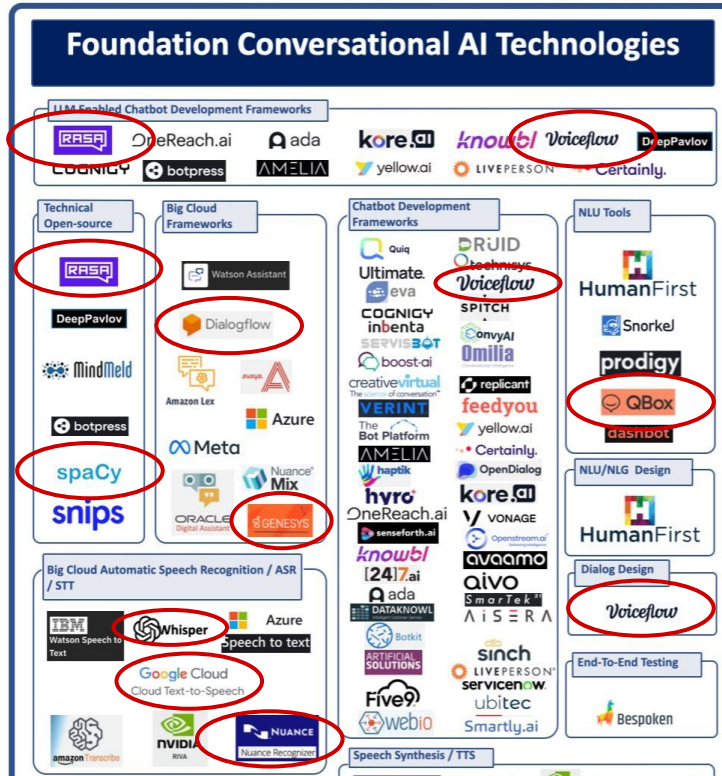 Foundation Conversational AI Technologies
LLM Enabled Chatbot Development Frameworks
RASA OneReach.ai ada kore.ai knowbl Voiceflow DeepPavlov
COGNIGY botpress AMELIA yellow.ai LIVEPERSON Certainly.
Technical
Open-source
RASA
DeepPavlov
MindMeld
botpress
spaCy
snips
Big Cloud
Frameworks
Watson Assistant
Dialogflow
Amazon Lex
AVAYA
Azure
Meta
Nuance
Mix
ORACLE
Digital Assistant
GENESYS
Chatbot Development
Frameworks
Quiq
DRUID
technisys
Ultimate.
Voiceflow
eva
SPITCH
COGNIGY
inbenta
ConvyAI
SERVISBOT
Omilia
boost.ai
creativevirtual
The science of conversation™
replicant
VERINT
feedyou
The
Bot Platform
yellow.ai
AMELIA
Certainly.
haptik
OpenDialog
hyro
kore.ai
OneReach.ai
VONAGE
senseforth.ai
Openstream.ai
knowbl
avaamo
[24]7.ai
aivo
ada
SmarTek21
DATAKNOWL
AISERA
Botkit
ARTIFICIAL
SOLUTIONS
sinch
LIVEPERSON
servicenow.
Five9
ubitec
webio
Smartly.ai
NLU Tools
HumanFirst
Snorkel
prodigy
QBox
dashbot
NLU/NLG Design
HumanFirst
Dialog Design
Voiceflow
End-To-End Testing
Bespoken
Big Cloud Automatic Speech Recognition / ASR
/ STT
IBM
Watson Speech to
Text
Whisper
Azure
Speech to text
Google Cloud
Cloud Text-to-Speech
amazon Transcribe
NVIDIA
RIVA
NUANCE
Nuance Recognizer
Speech Synthesis / TTS